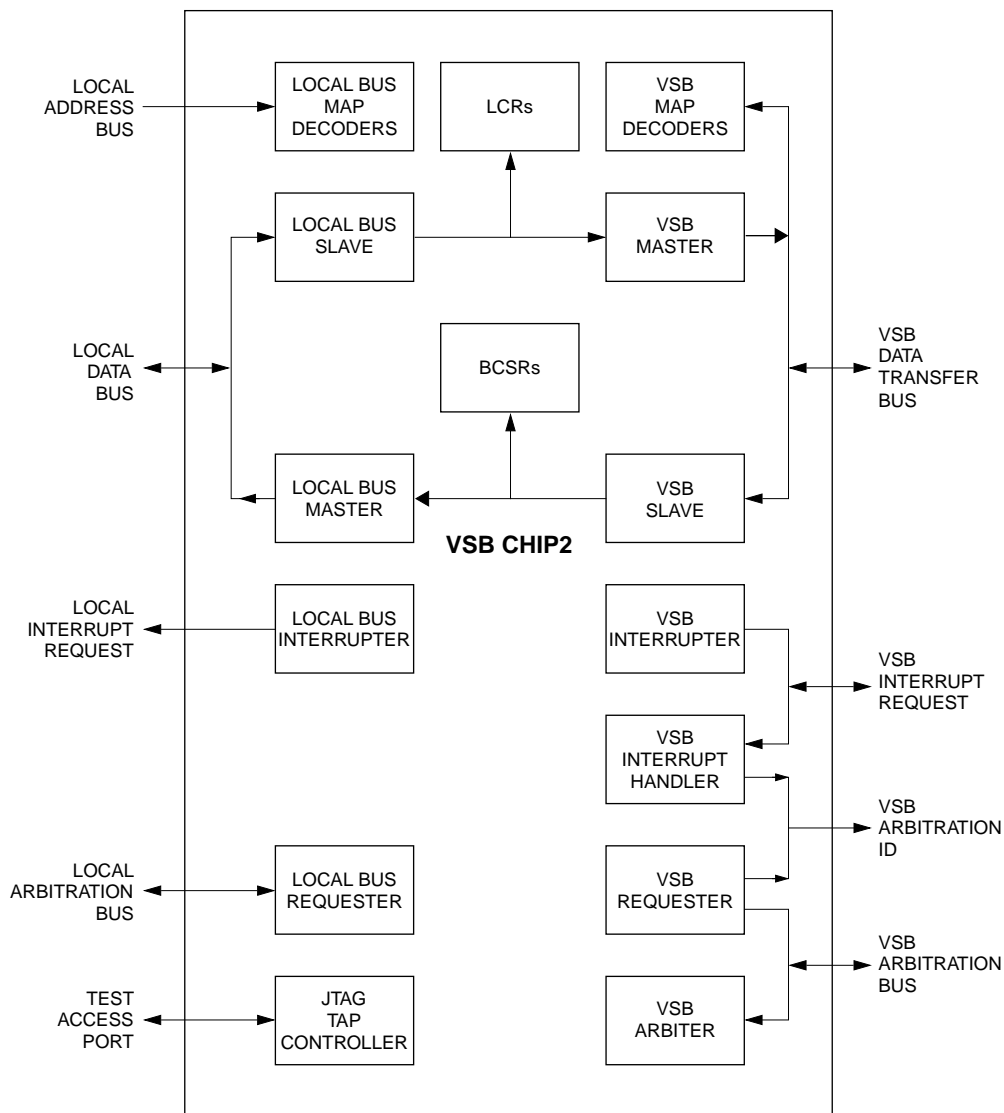 LOCAL
ADDRESS
BUS
LOCAL BUS
MAP
DECODERS
LCRs
VSB
MAP
DECODERS
LOCAL BUS
SLAVE
VSB
MASTER
LOCAL
DATA
BUS
BCSRs
VSB
DATA
TRANSFER
BUS
LOCAL BUS
MASTER
VSB
SLAVE
VSB CHIP2
LOCAL
INTERRUPT
REQUEST
LOCAL BUS
INTERRUPTER
VSB
INTERRUPTER
VSB
INTERRUPT
REQUEST
VSB
INTERRUPT
HANDLER
VSB
ARBITRATION
ID
LOCAL
ARBITRATION
BUS
LOCAL BUS
REQUESTER
VSB
REQUESTER
VSB
ARBITRATION
BUS
TEST
ACCESS
PORT
JTAG
TAP
CONTROLLER
VSB
ARBITER